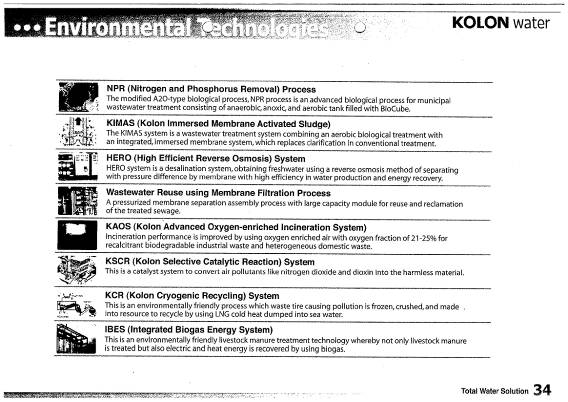 Environmental Technologies
KOLON water
NPR (Nitrogen and Phosphorus Removal) Process
The modified A2O-type biological process, NPR process is an advanced biological process for municipal
wastewater treatment consisting of anaerobic, anoxic, and aerobic tank filled with BioCube.
KIMAS (Kolon Immersed Membrane Activated Sludge)
The KIMAS system is a wastewater treatment system combining an aerobic biological treatment with
an integrated, immersed membrane system, which replaces clarification in conventional treatment.
HERO (High Efficient Reverse Osmosis) System
HERO system is a desalination system, obtaining freshwater using a reverse osmosis method of separating
with pressure difference by membrane with high efficiency in water production and energy recovery.
Wastewater Reuse using Membrane Filtration Process
A pressurized membrane separation assembly process with large capacity module for reuse and reclamation
of the treated sewage.
KAOS (Kolon Advanced Oxygen-enriched Incineration System)
Incineration performance is improved by using oxygen enriched air with oxygen fraction of 21-25% for
recalcitrant biodegradable industrial waste and heterogeneous domestic waste.
KSCR (Kolon Selective Catalytic Reaction) System
This is a catalyst system to convert air pollutants like nitrogen dioxide and dioxin into the harmless material.
KCR (Kolon Cryogenic Recycling) System
This is an environmentally friendly process which waste tire causing pollution is frozen, crushed, and made
into resource to recycle by using LNG cold heat dumped into sea water.
IBES (Integrated Biogas Energy System)
This is an environmentally friendly livestock manure treatment technology whereby not only livestock manure
is treated but also electric and heat energy is recovered by using biogas.
Total Water Solution 34